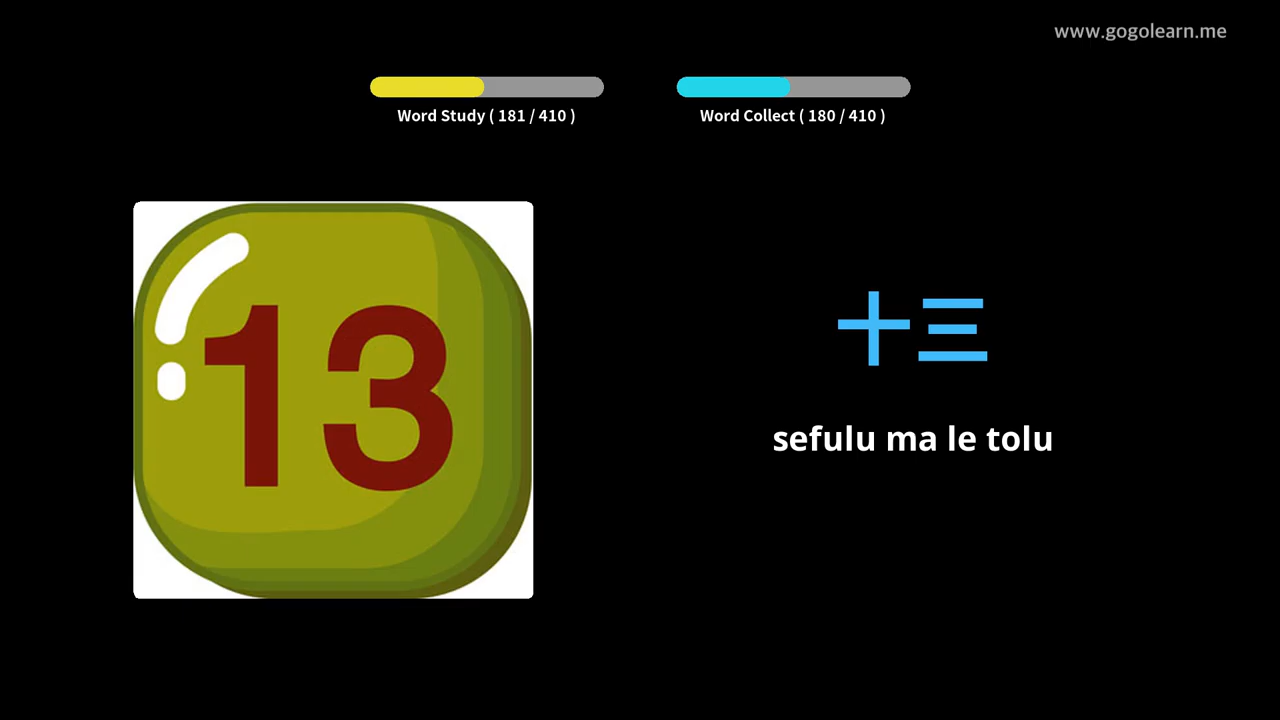 www.gogolearn.me
Word Study ( 181 / 410 )
Word Collect ( 180 / 410 )
13
十三
sefulu ma le tolu